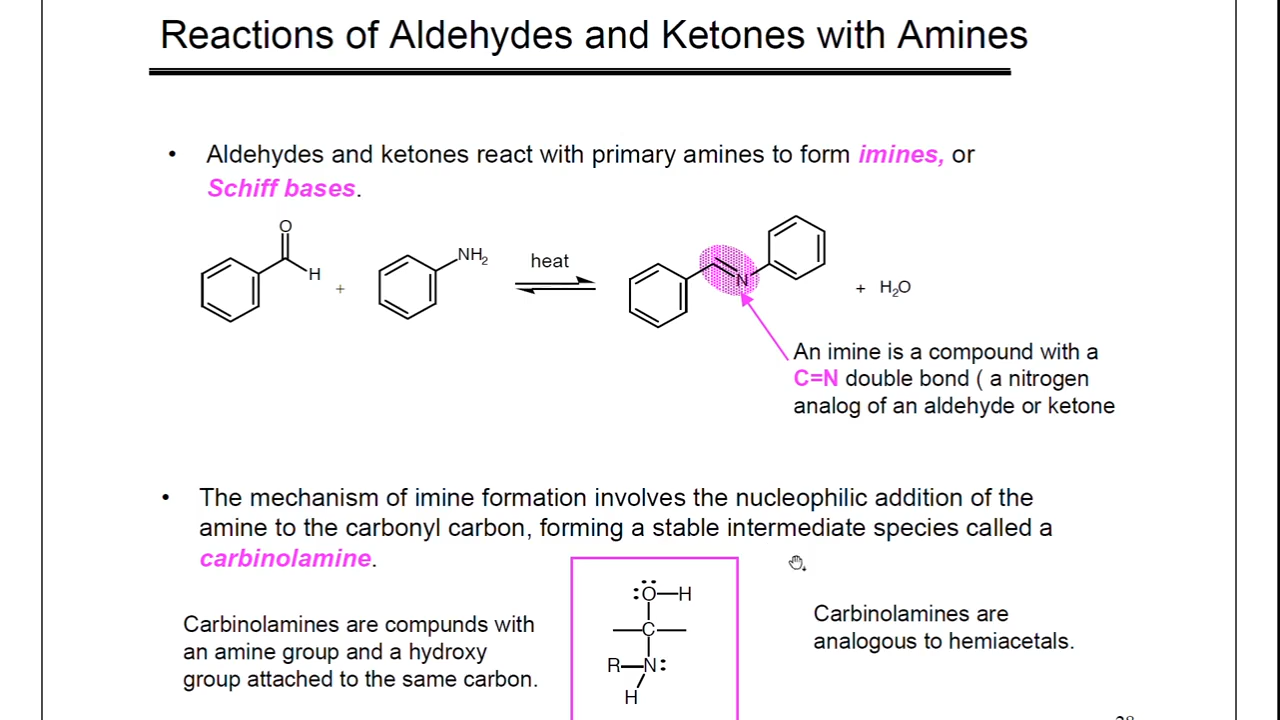 Reactions of Aldehydes and Ketones with Amines
• Aldehydes and ketones react with primary amines to form imines, or
Schiff bases.
O
H
+
NH2
heat
N
+ H2O
An imine is a compound with a
C=N double bond ( a nitrogen
analog of an aldehyde or ketone
• The mechanism of imine formation involves the nucleophilic addition of the
amine to the carbonyl carbon, forming a stable intermediate species called a
carbinolamine.
Carbinolamines are compunds with
an amine group and a hydroxy
group attached to the same carbon.
:O—H
C
R—N:
H
Carbinolamines are
analogous to hemiacetals.